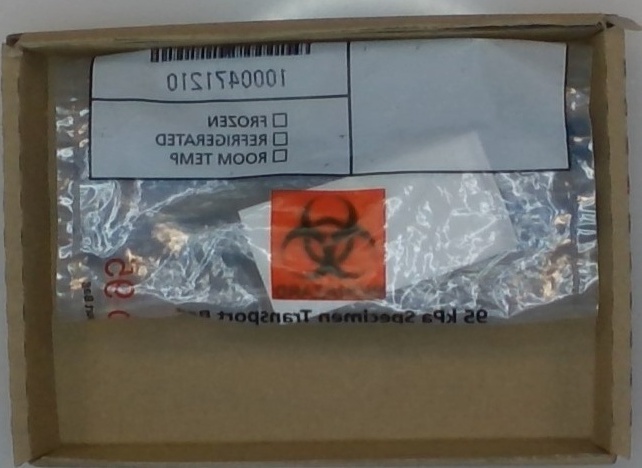 1000471210
FROZEN
REFRIGERATED
ROOM TEMP
95 kPa Specimen Transport